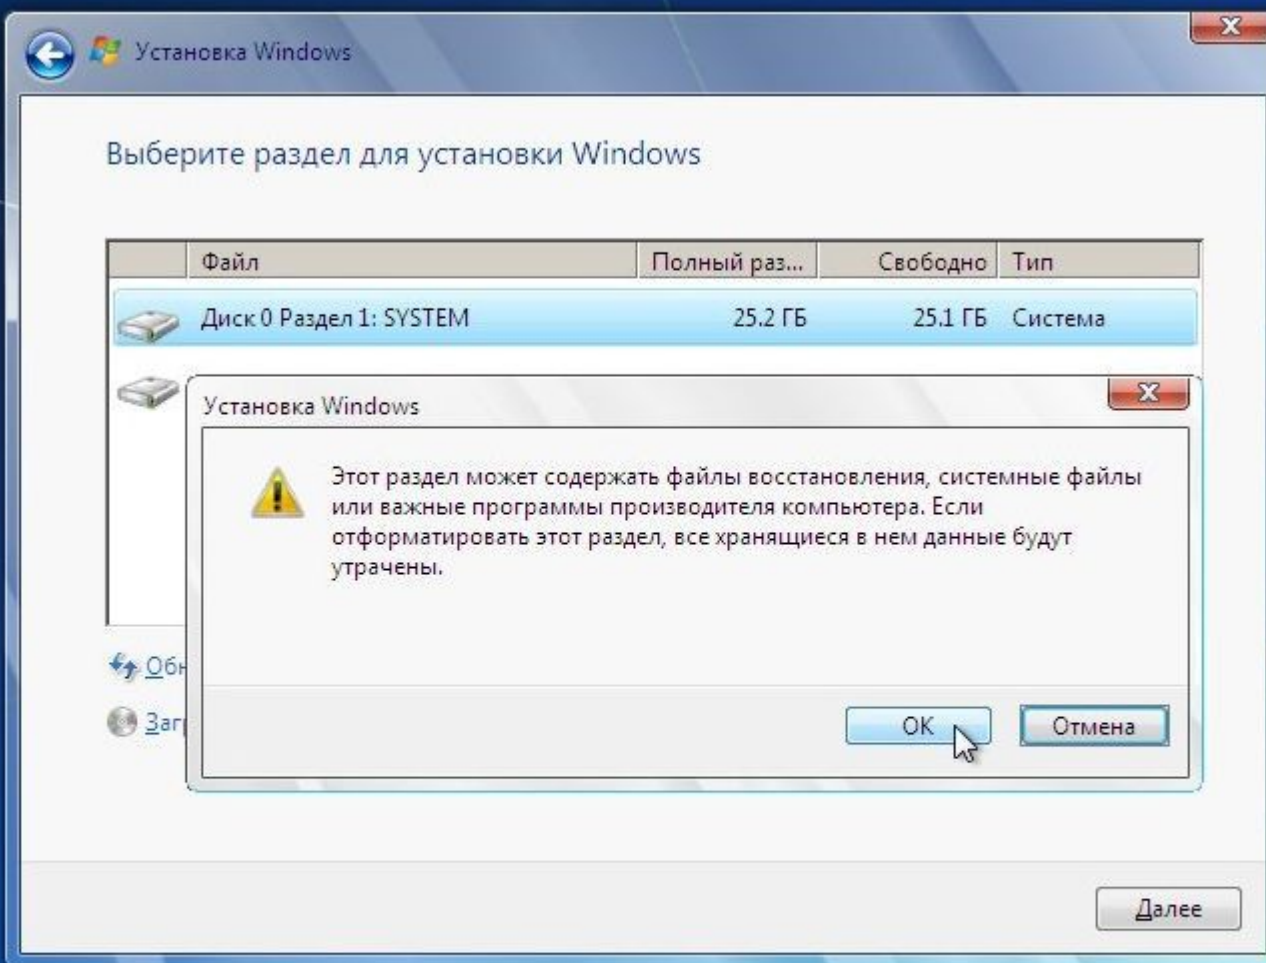 Установка Windows
Выберите раздел для установки Windows
Файл Полный раз... Свободно Тип
Диск 0 Раздел 1: SYSTEM 25.2 ГБ 25.1 ГБ Система
Установка Windows
Этот раздел может содержать файлы восстановления, системные файлы
или важные программы производителя компьютера. Если
отформатировать этот раздел, все хранящиеся в нем данные будут
утрачены.
OK Отмена
Далее